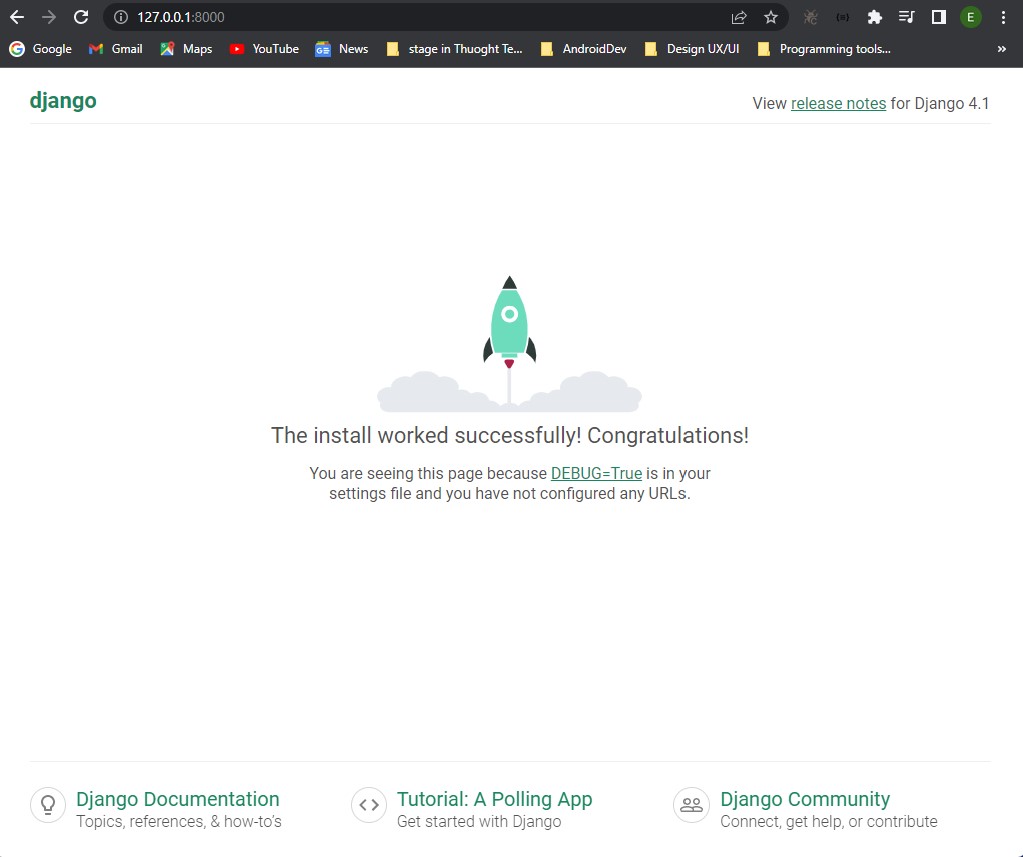 127.0.0.1:8000
E
Google Gmail Maps YouTube News stage in Thuoght Te... AndroidDev Design UX/UI Programming tools... »
django
View release notes for Django 4.1
The install worked successfully! Congratulations!
You are seeing this page because DEBUG=True is in your
settings file and you have not configured any URLs.
Django Documentation
Topics, references, & how-to's
Tutorial: A Polling App
Get started with Django
Django Community
Connect, get help, or contribute